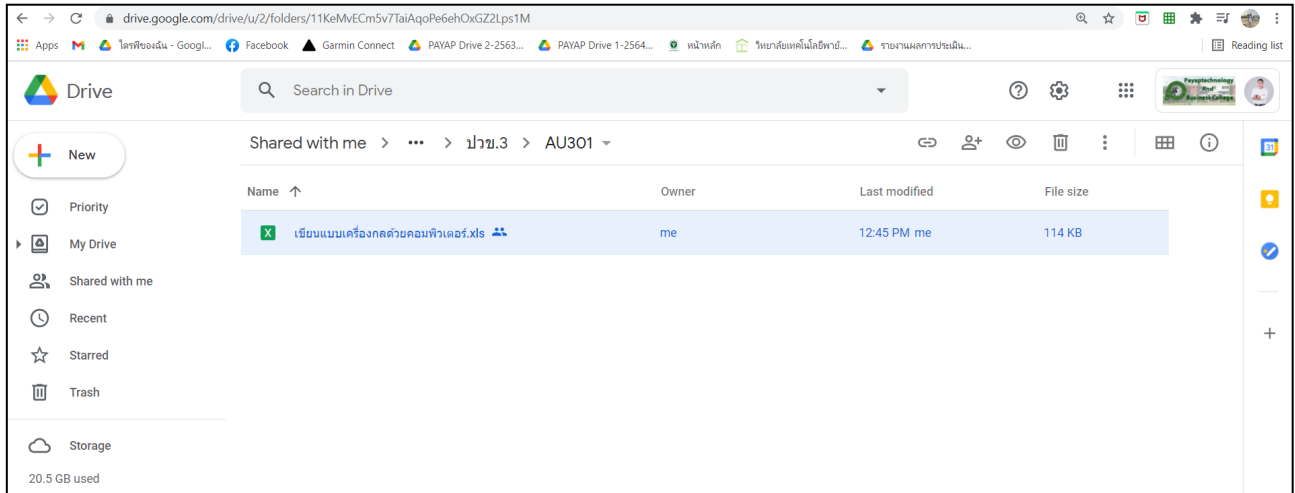 drive.google.com/drive/u/2/folders/11KeMvECm5v7TaiAqoPe6ehOxGZ2Lps1M
Apps ไดรฟ์ของฉัน - Googl... Facebook Garmin Connect PAYAP Drive 2-2563... PAYAP Drive 1-2564... หน้าหลัก วิทยาลัยเทคโนโลยีพายั... รายงานผลการประเมิน... Reading list
Drive Search in Drive Payaptechnology And Business College
New Shared with me > ... > ปวช.3 > AU301 31
Name Owner Last modified File size
Priority
เขียนแบบเครื่องกลด้วยคอมพิวเตอร์.xls me 12:45 PM me 114 KB
My Drive
Shared with me
Recent
Starred
Trash
Storage
20.5 GB used